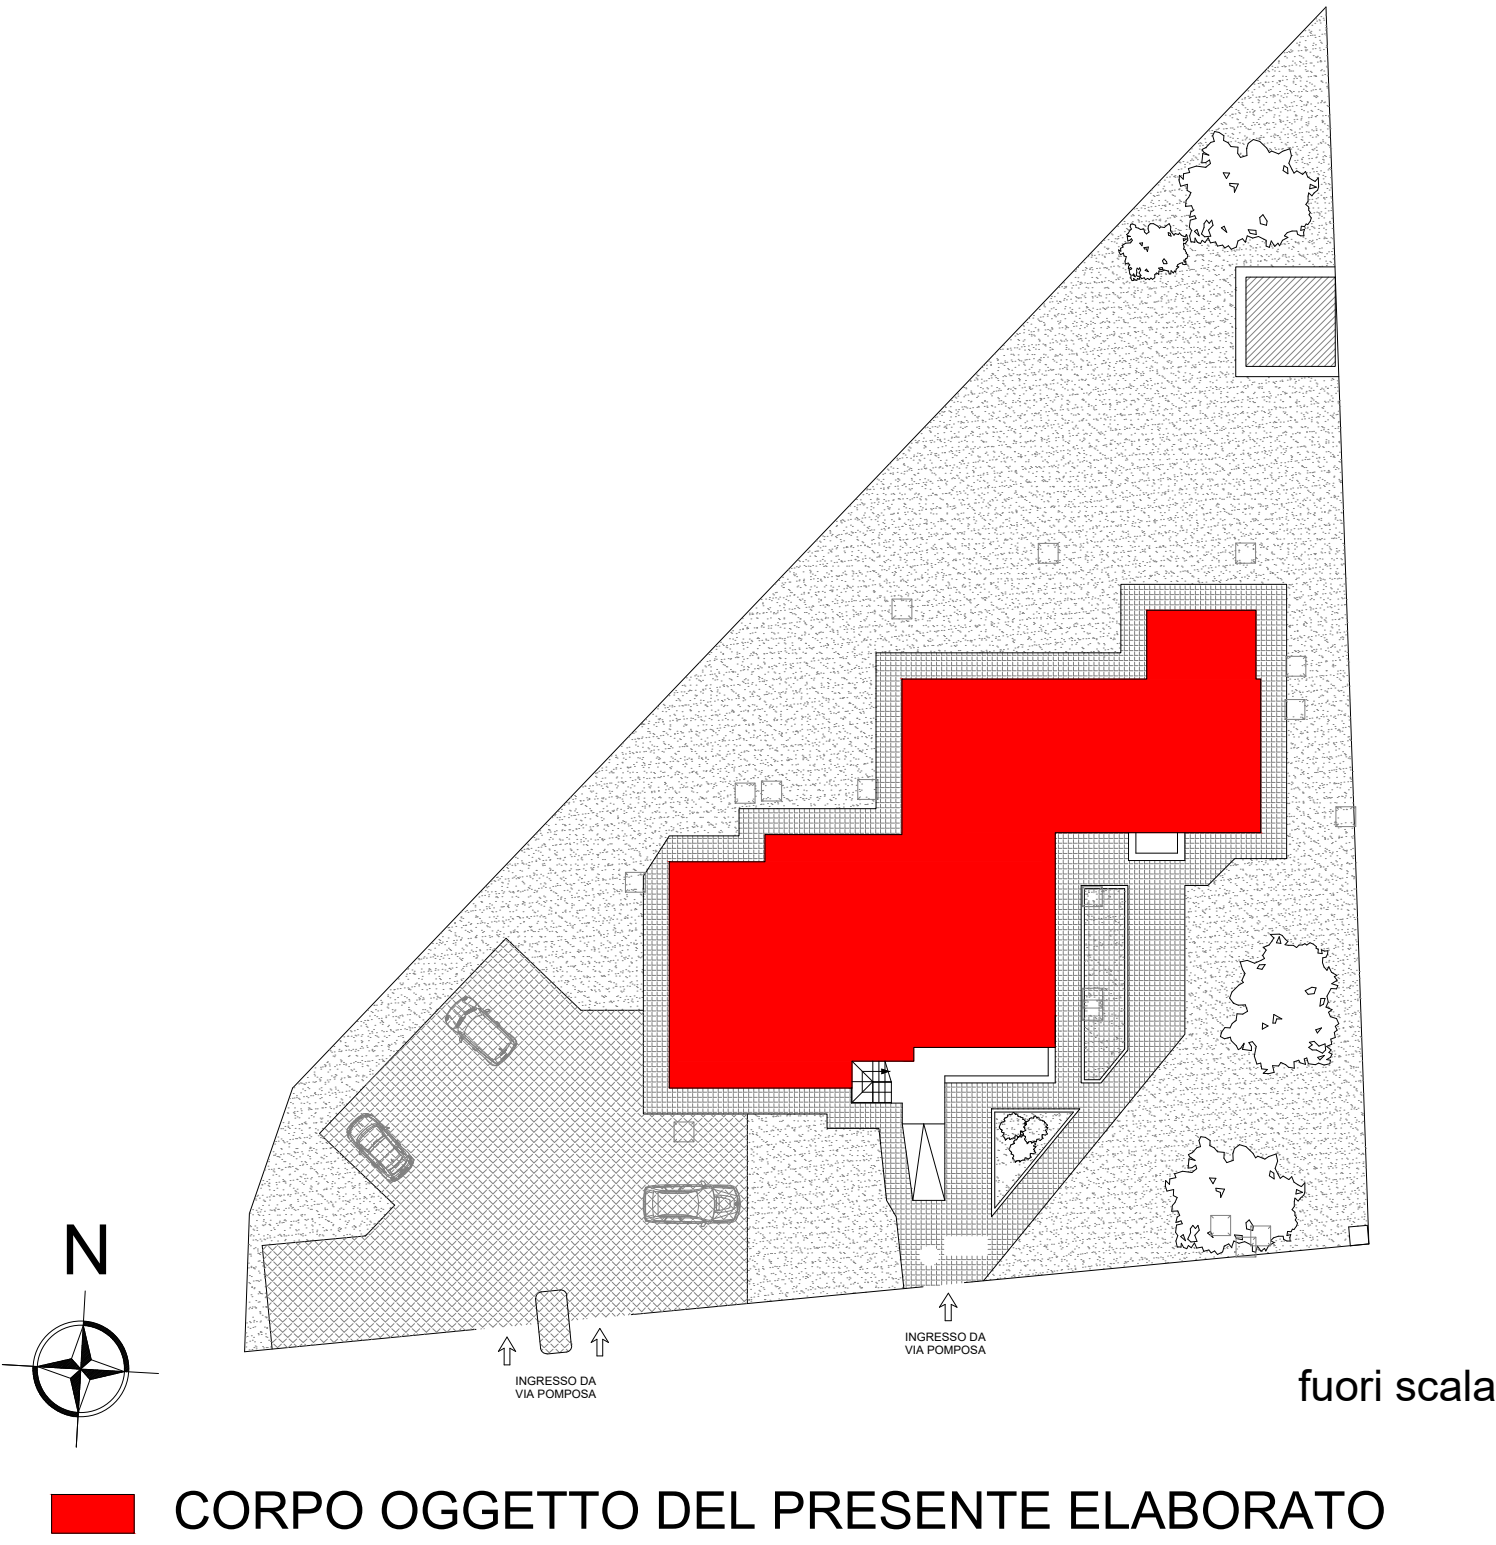 N
INGRESSO DA
VIA POMPOSA
INGRESSO DA
VIA POMPOSA
fuori scala
CORPO OGGETTO DEL PRESENTE ELABORATO